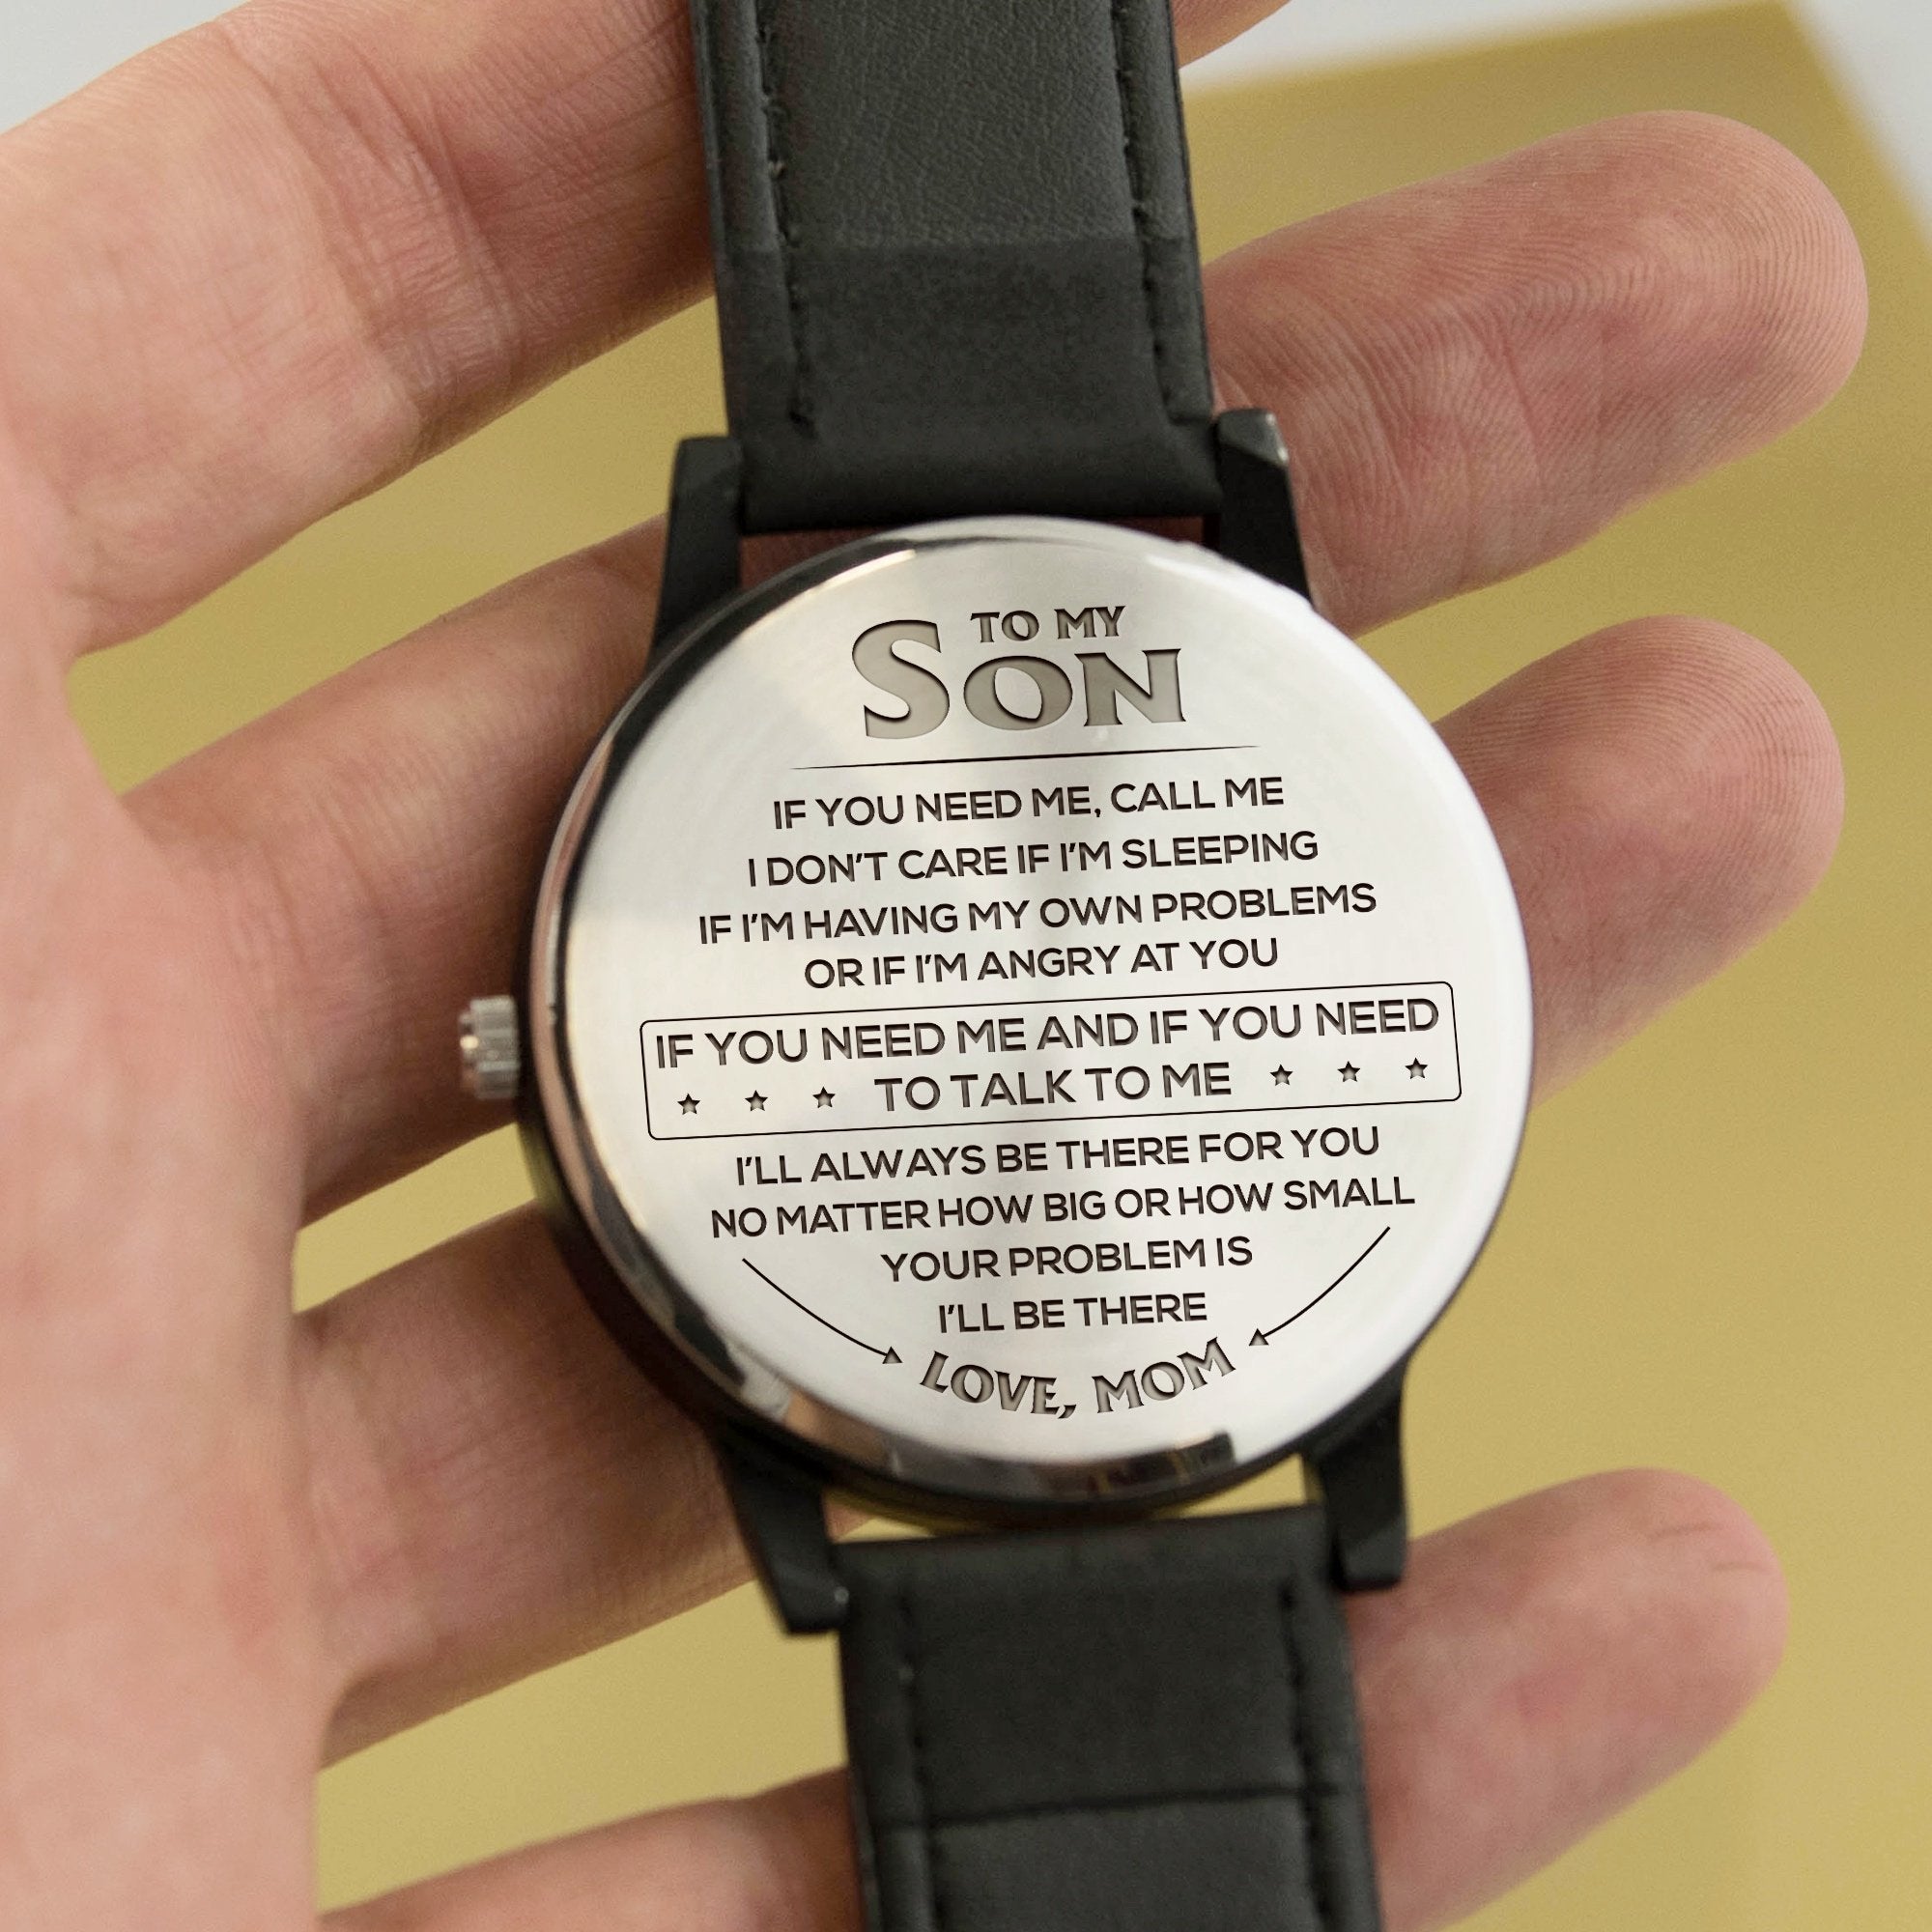 TO MY
SON
IF YOU NEED ME, CALL ME
I DON'T CARE IF I'M SLEEPING
IF I'M HAVING MY OWN PROBLEMS
OR IF I'M ANGRY AT YOU
IF YOU NEED ME AND IF YOU NEED
TO TALK TO ME
I'LL ALWAYS BE THERE FOR YOU
NO MATTER HOW BIG OR HOW SMALL
YOUR PROBLEM IS
I'LL BE THERE
LOVE, MOM